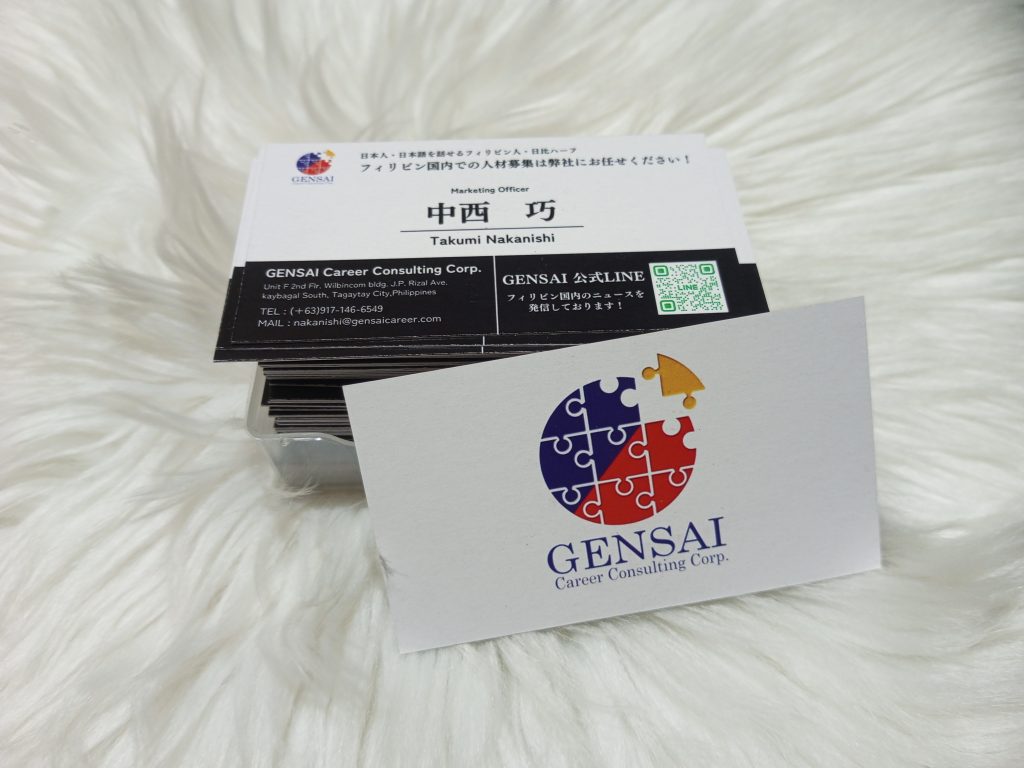 GENSAI
日本人・日本語を話せるフィリピン人・日比ハーフ
フィリピン国内での人材募集は弊社にお任せください！
Marketing Officer
中西 巧
Takumi Nakanishi
GENSAI Career Consulting Corp.
Unit F 2nd Flr, Wilbincom bldg. J.P. Rizal Ave.
kaybagal South, Tagaytay City,Philippines
TEL : (+63)917-146-6549
MAIL : nakanishi@gensaicareer.com
GENSAI 公式LINE
フィリピン国内のニュースを
発信しております！
LINE
GENSAI
Career Consulting Corp.